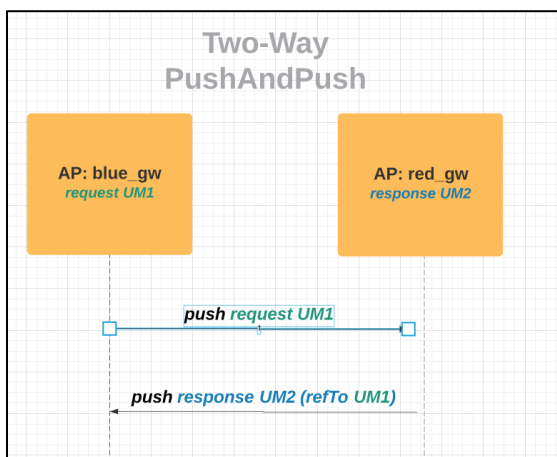 Two-Way
PushAndPush
AP: blue_gw
request UM1
AP: red_gw
response UM2
push request UM1
push response UM2 (refTo UM1)